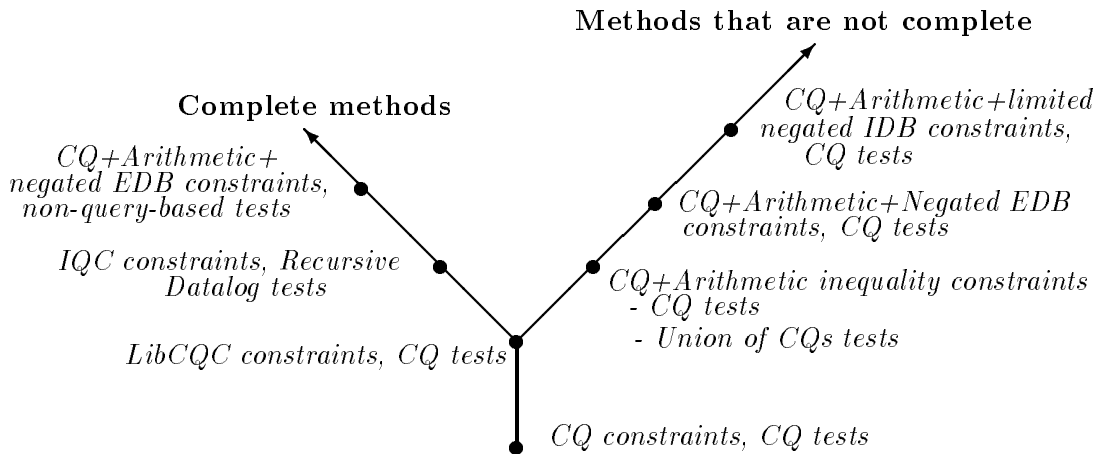 Methods that are not complete
Complete methods
CQ+Arithmetic+limited
negated IDB constraints,
CQ tests
CQ+Arithmetic+
negated EDB constraints,
non-query-based tests
CQ+Arithmetic+Negated EDB
constraints, CQ tests
IQC constraints, Recursive
Datalog tests
CQ+Arithmetic inequality constraints
- CQ tests
- Union of CQs tests
LibCQC constraints, CQ tests
CQ constraints, CQ tests